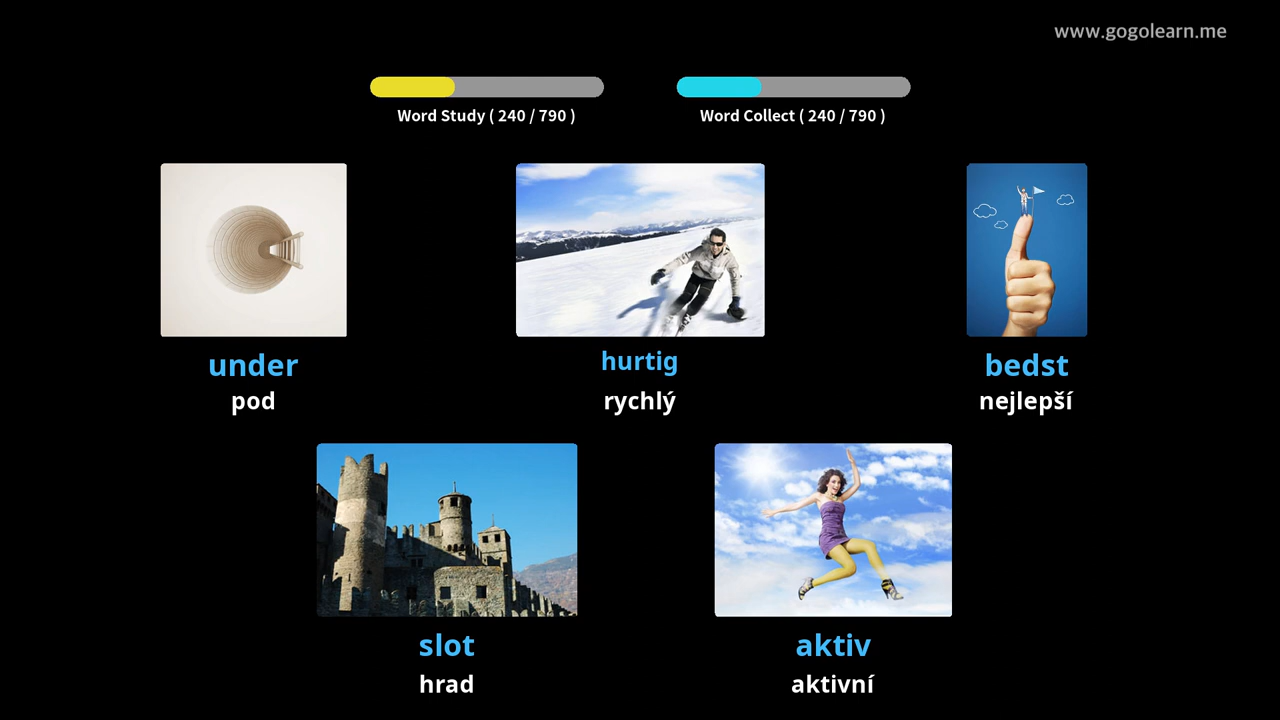 www.gogolearn.me
Word Study ( 240 / 790 )
Word Collect ( 240 / 790 )
under
hurtig
bedst
pod
rychlý
nejlepší
slot
aktiv
hrad
aktivní